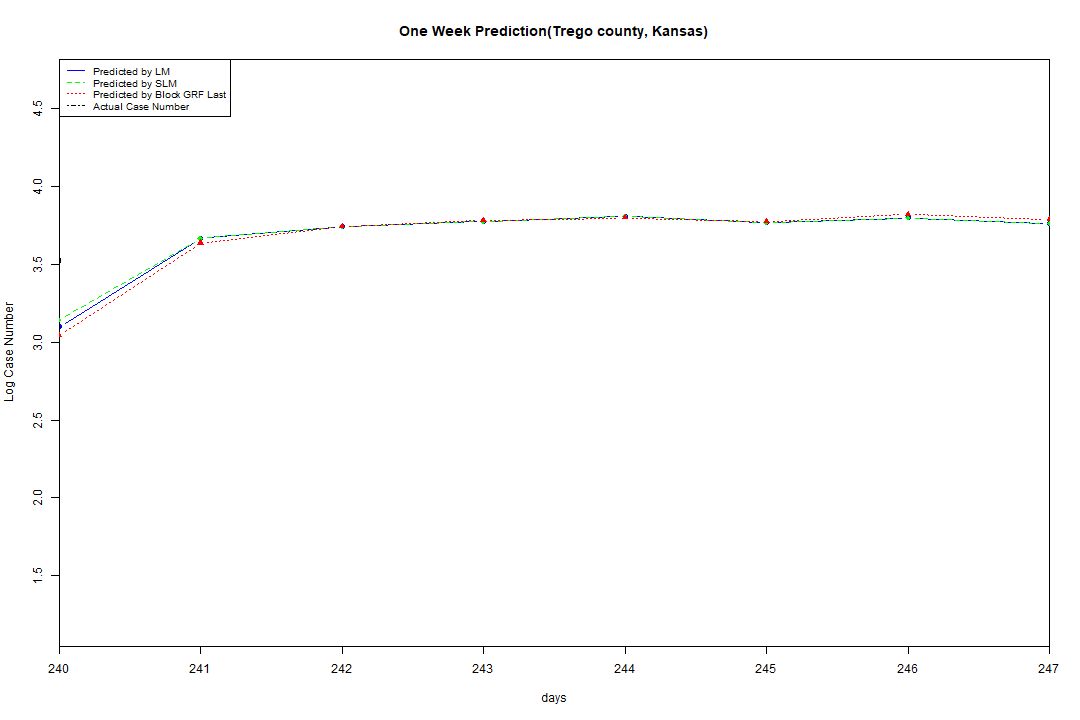 One Week Prediction(Trego county, Kansas)
Predicted by LM
Predicted by SLM
Predicted by Block GRF Last
Actual Case Number
Log Case Number
4.5
4.0
3.5
3.0
2.5
2.0
1.5
240 241 242 243 244 245 246 247
days